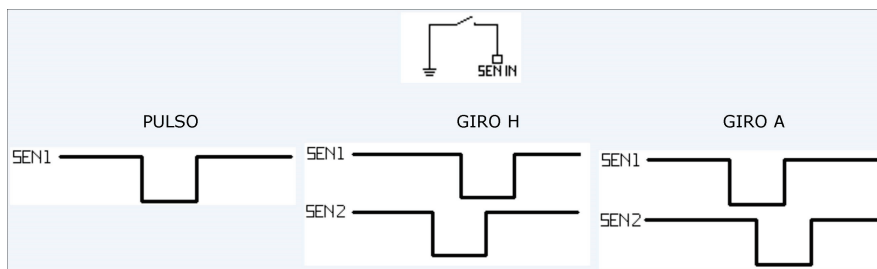 SEN IN
PULSO
GIRO H
GIRO A
SEN1
SEN1
SEN2
SEN1
SEN2